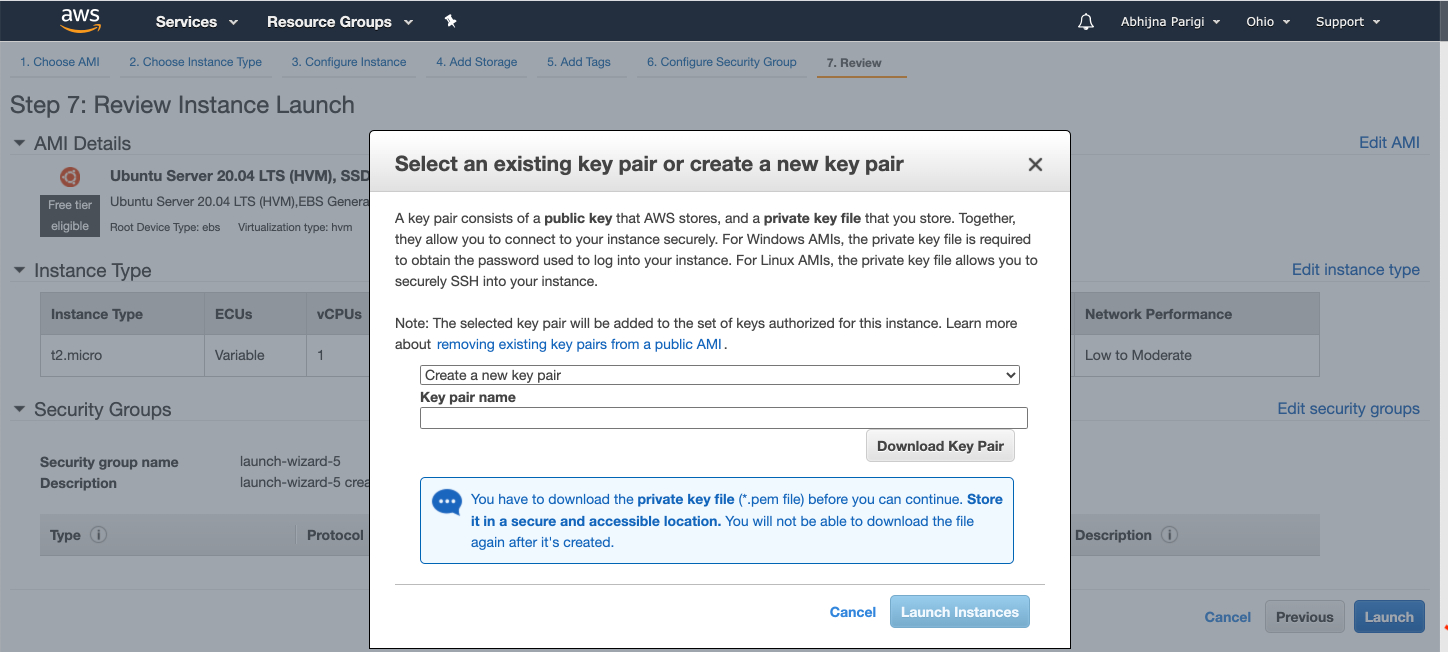 aws Services Resource Groups Abhijna Parigi Ohio Support
1. Choose AMI 2. Choose Instance Type 3. Configure Instance 4. Add Storage 5. Add Tags 6. Configure Security Group 7. Review
Step 7: Review Instance Launch
AMI Details
Edit AMI
Ubuntu Server 20.04 LTS (HVM), SSD
Free tier
eligible
Ubuntu Server 20.04 LTS (HVM),EBS Genera
Root Device Type: ebs Virtualization type: hvm
Instance Type
Edit instance type
Instance Type ECUs vCPUs Network Performance
t2.micro Variable 1 Low to Moderate
Security Groups
Edit security groups
Security group name launch-wizard-5
Description launch-wizard-5 crea
Type Protocol Description
Select an existing key pair or create a new key pair
A key pair consists of a public key that AWS stores, and a private key file that you store. Together,
they allow you to connect to your instance securely. For Windows AMIs, the private key file is required
to obtain the password used to log into your instance. For Linux AMIs, the private key file allows you to
securely SSH into your instance.
Note: The selected key pair will be added to the set of keys authorized for this instance. Learn more
about removing existing key pairs from a public AMI .
Create a new key pair
Key pair name
Download Key Pair
You have to download the private key file (*.pem file) before you can continue. Store
it in a secure and accessible location. You will not be able to download the file
again after it's created.
Cancel Launch Instances
Cancel Previous Launch